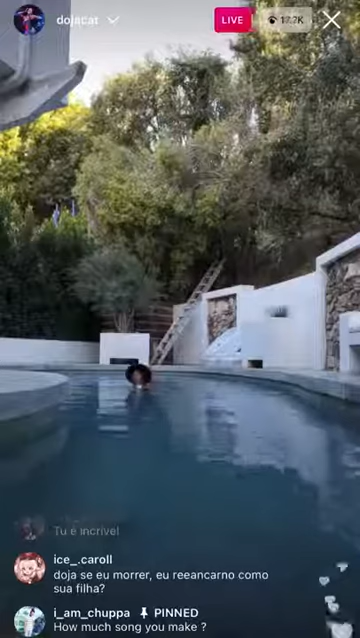 dojacat
LIVE
17.7K
Tu é incrível
ice_.caroll
doja se eu morrer, eu reencarno como
sua filha?
i_am_chuppa PINNED
How much song you make ?